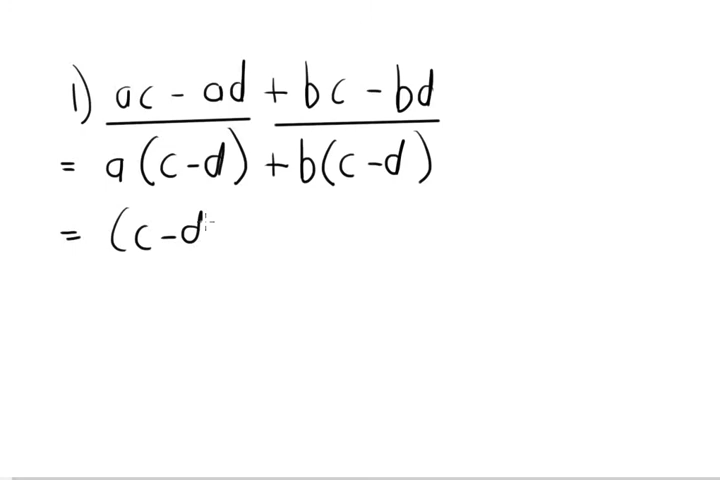 1) ac - ad + bc - bd
= a (c-d) + b(c-d)
= (c-d